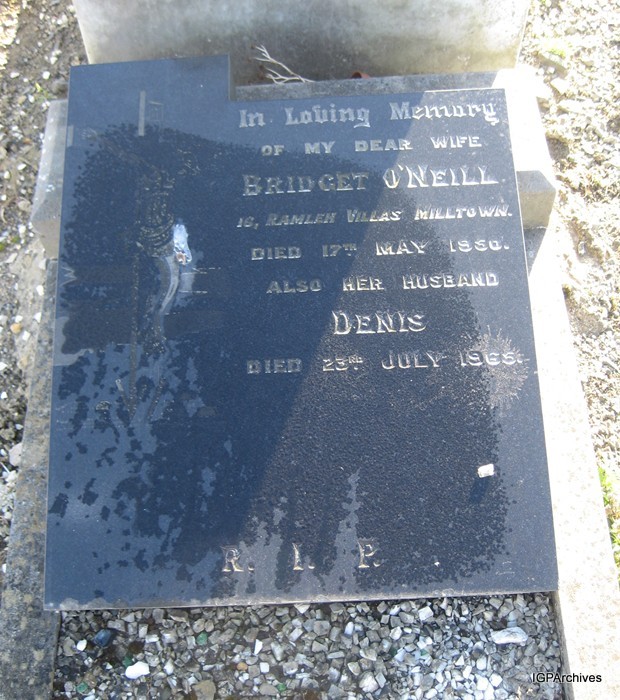 In Loving Memory
OF MY DEAR WIFE
BRIDGET O'NEILL
16, RAMLEH VILLAS MILLTOWN.
DIED 17TH MAY 1950.
ALSO HER HUSBAND
DENIS
DIED 23RD JULY 1965.
R. I. P.
IGPArchives